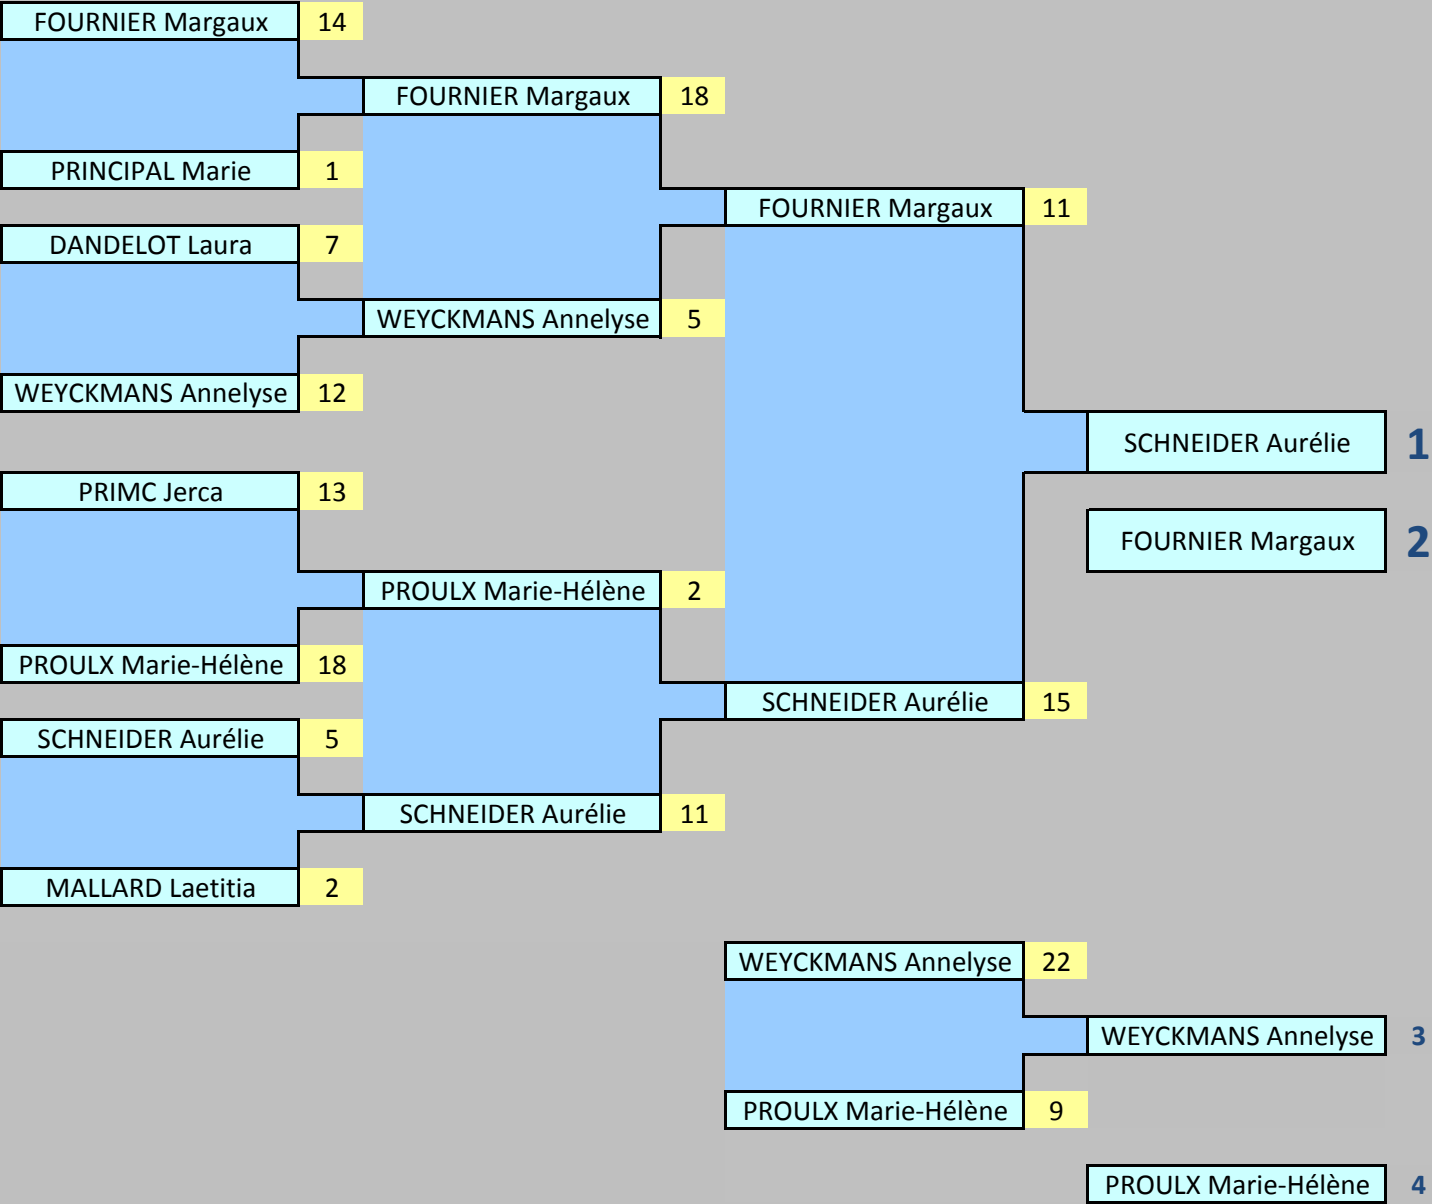 FOURNIER Margaux 14
FOURNIER Margaux 18
PRINCIPAL Marie 1
FOURNIER Margaux 11
DANDELOT Laura 7
WEYCKMANS Annelyse 5
WEYCKMANS Annelyse 12
SCHNEIDER Aurélie 1
PRIMC Jerca 13
FOURNIER Margaux 2
PROULX Marie-Hélène 2
PROULX Marie-Hélène 18
SCHNEIDER Aurélie 15
SCHNEIDER Aurélie 5
SCHNEIDER Aurélie 11
MALLARD Laetitia 2
WEYCKMANS Annelyse 22
WEYCKMANS Annelyse 3
PROULX Marie-Hélène 9
PROULX Marie-Hélène 4